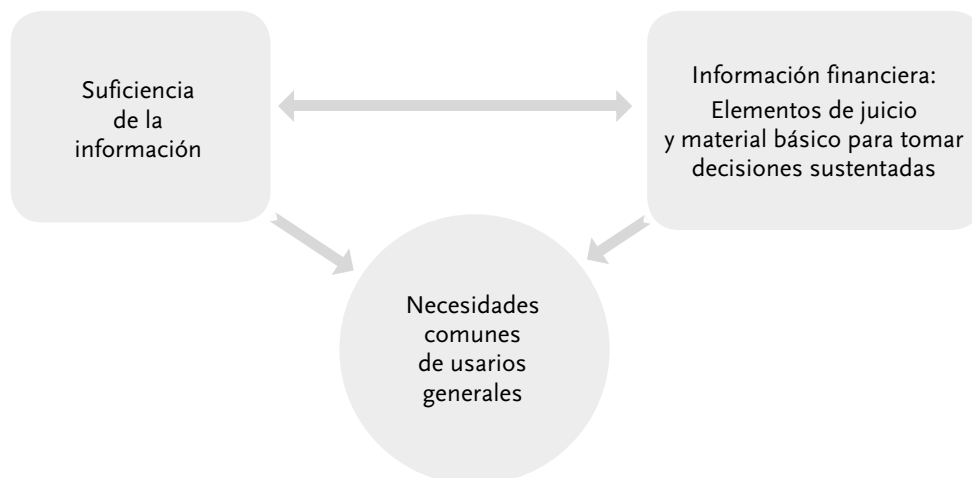 Suficiencia
de la
información
Información financiera:
Elementos de juicio
y material básico para tomar
decisiones sustentadas
Necesidades
comunes
de usarios
generales